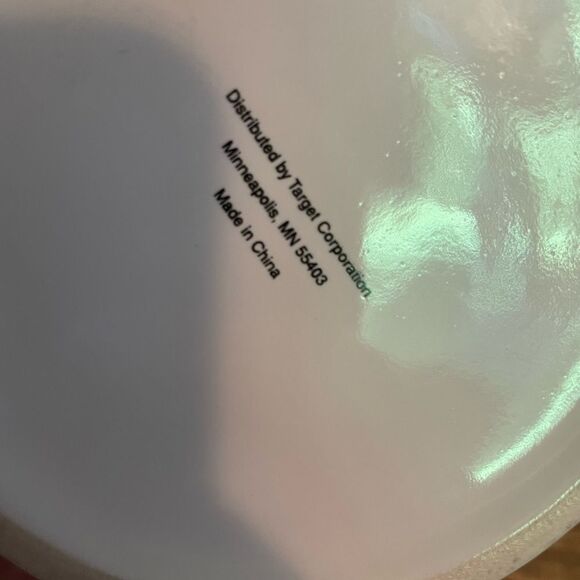 Distributed by Target Corporation
Minneapolis, MN 55403
Made in China